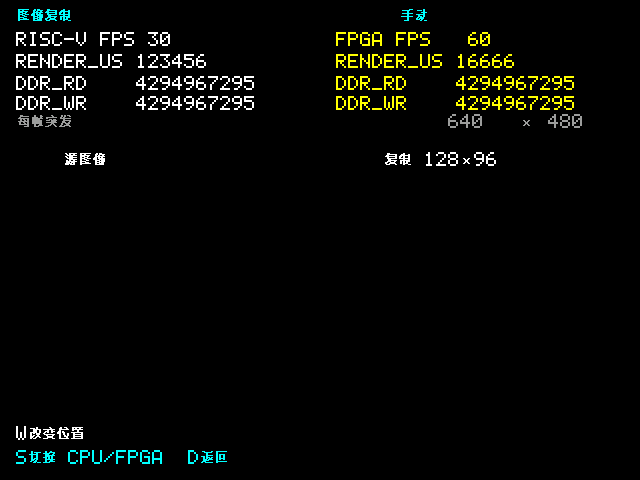 图像复制 手动
RISC-V FPS 30 FPGA FPS 60
RENDER_US 123456 RENDER_US 16666
DDR_RD 4294967295 DDR_RD 4294967295
DDR_WR 4294967295 DDR_WR 4294967295
每帧突发 640 × 480
源图像 复制 128×96
W改变位置
S切换 CPU/FPGA D返回